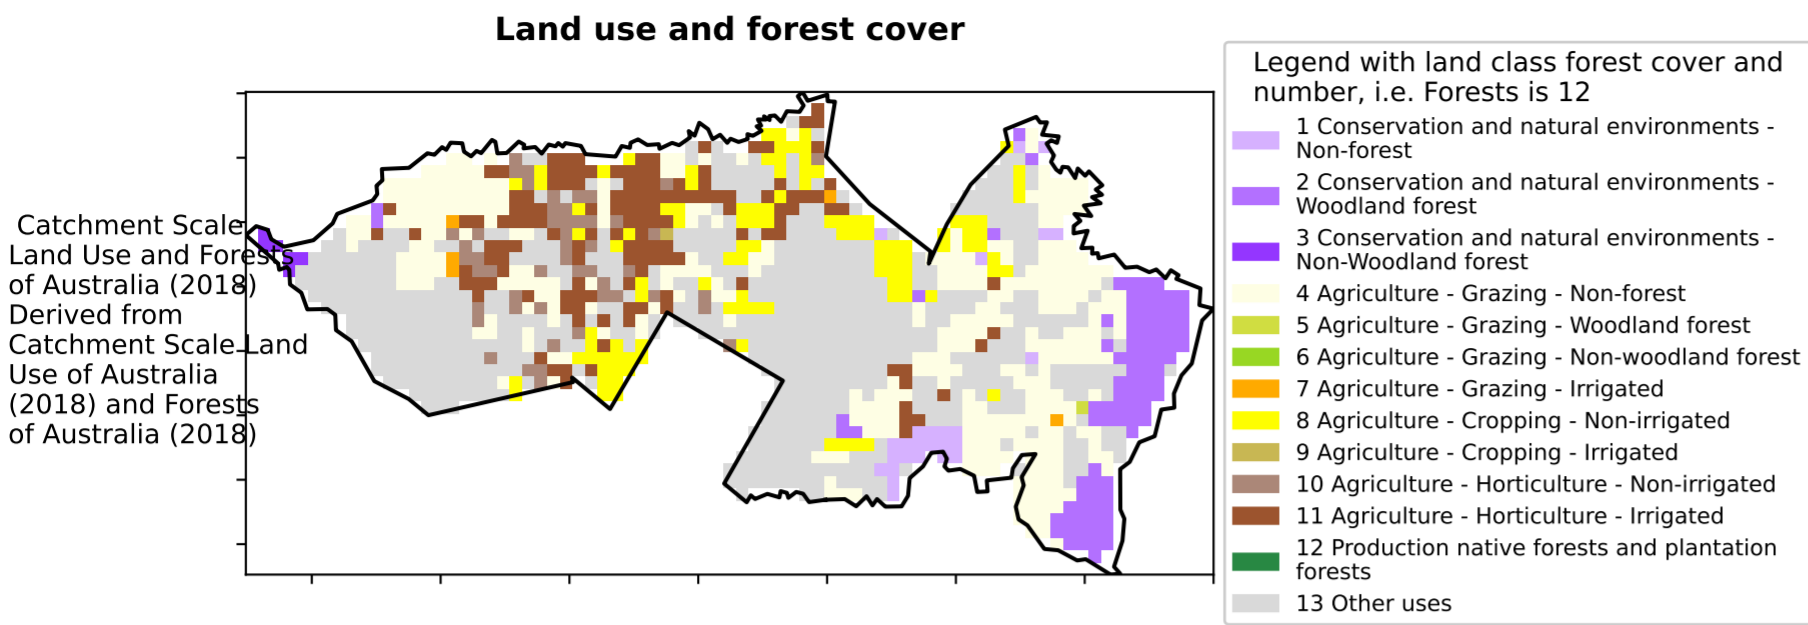 Land use and forest cover
Catchment Scale
Land Use and Forests
of Australia (2018)
Derived from
Catchment Scale Land
Use of Australia
(2018) and Forests
of Australia (2018)
Legend with land class forest cover and
number, i.e. Forests is 12
1 Conservation and natural environments -
Non-forest
2 Conservation and natural environments -
Woodland forest
3 Conservation and natural environments -
Non-Woodland forest
4 Agriculture - Grazing - Non-forest
5 Agriculture - Grazing - Woodland forest
6 Agriculture - Grazing - Non-woodland forest
7 Agriculture - Grazing - Irrigated
8 Agriculture - Cropping - Non-irrigated
9 Agriculture - Cropping - Irrigated
10 Agriculture - Horticulture - Non-irrigated
11 Agriculture - Horticulture - Irrigated
12 Production native forests and plantation
forests
13 Other uses